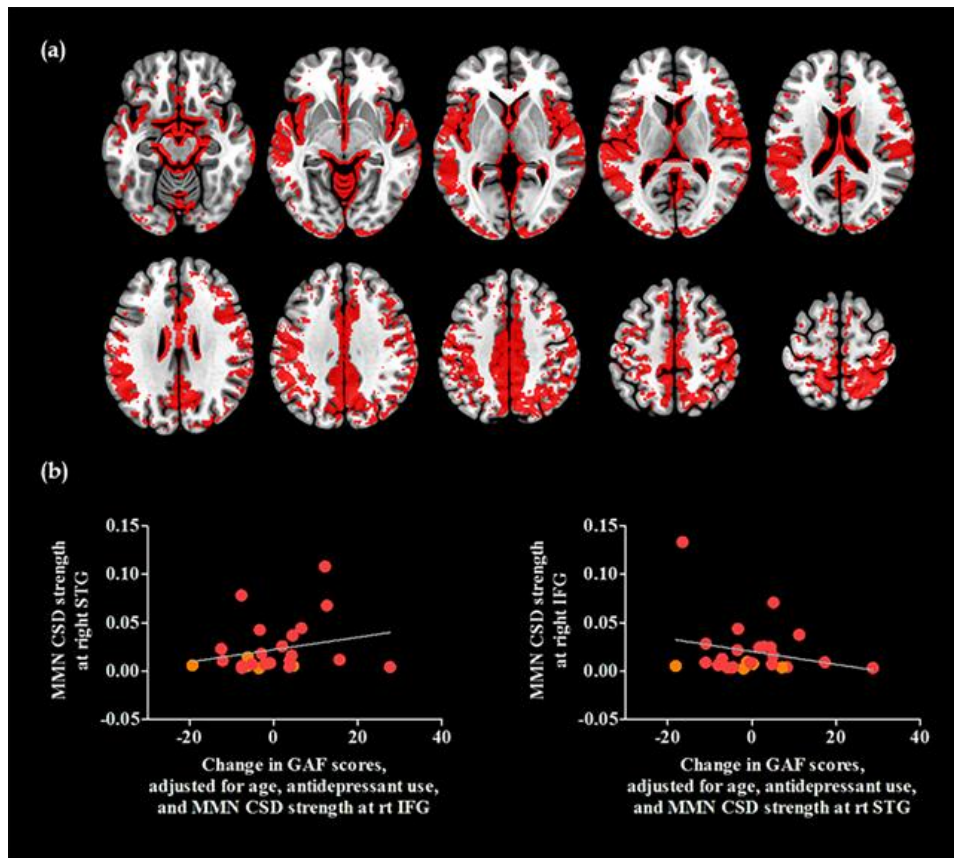 (a)
(b)
MMN CSD strength
at right STG
0.15
0.10
0.05
0.00
-0.05
-20
0
20
40
Change in GAF scores,
adjusted for age, antidepressant use,
and MMN CSD strength at rt IFG
MMN CSD strength
at right IFG
0.15
0.10
0.05
0.00
-0.05
-20
0
20
40
Change in GAF scores,
adjusted for age, antidepressant use,
and MMN CSD strength at rt STG